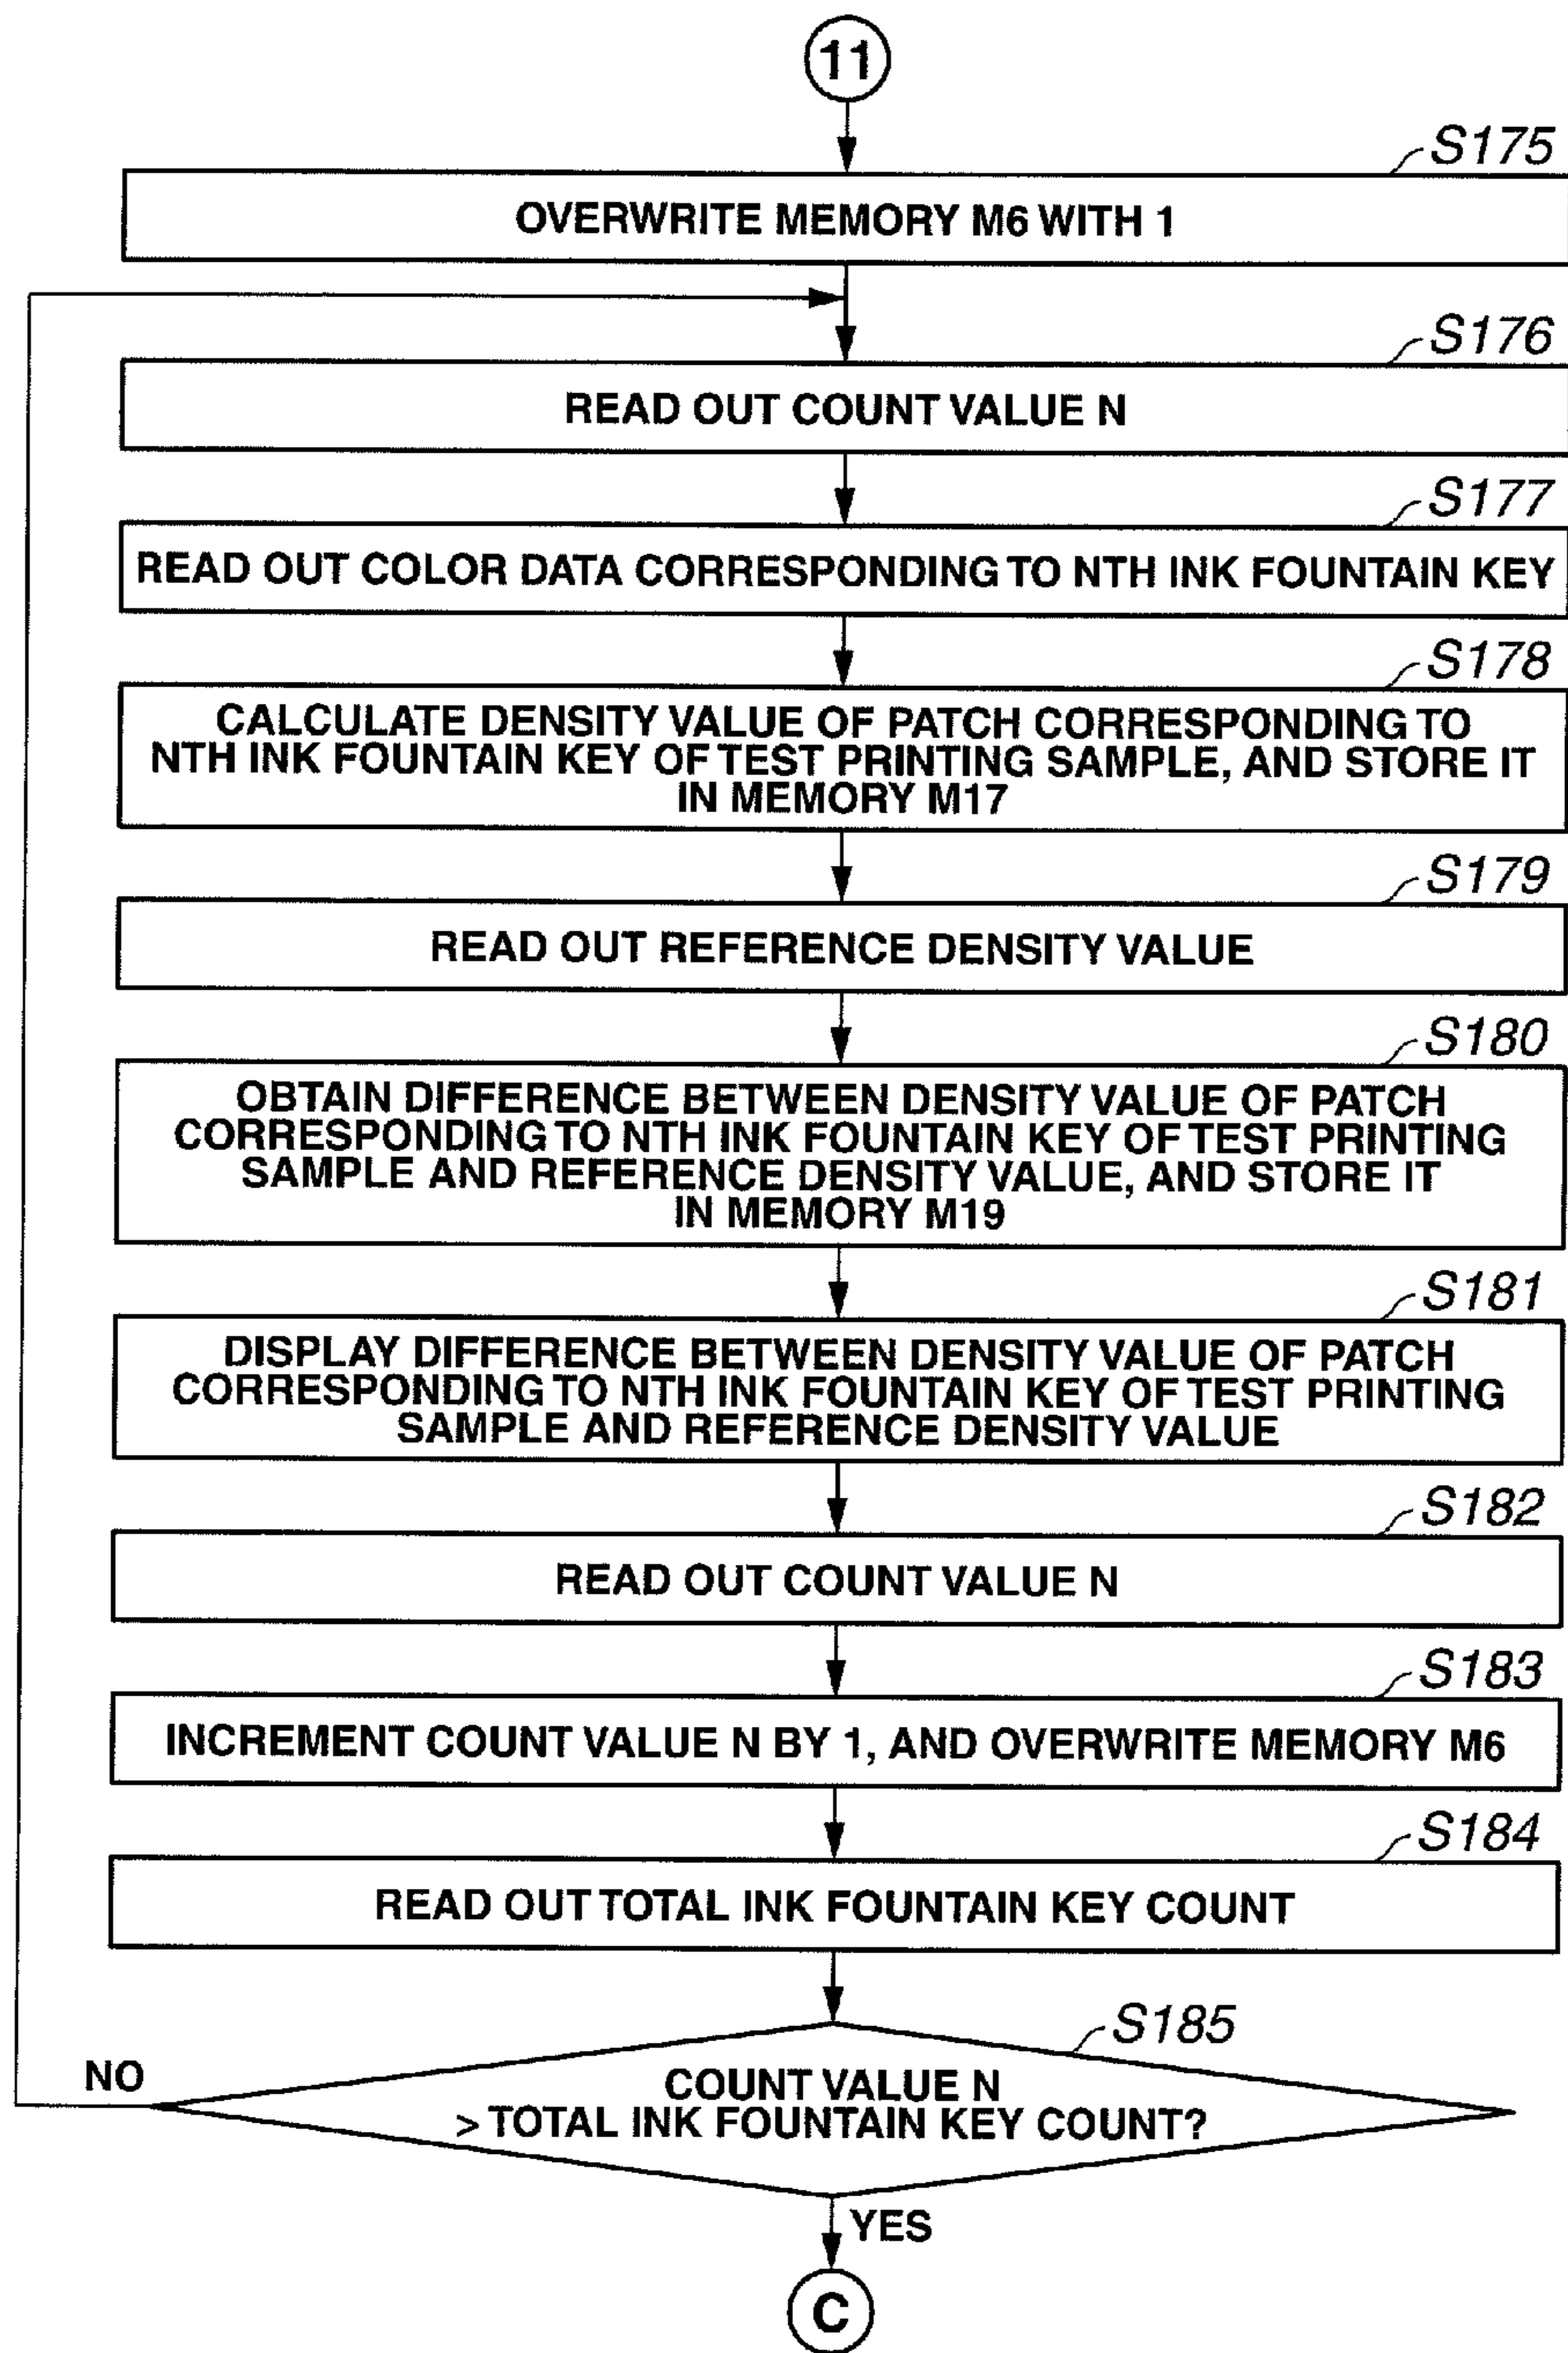 11
S175
OVERWRITE MEMORY M6 WITH 1
S176
READ OUT COUNT VALUE N
S177
READ OUT COLOR DATA CORRESPONDING TO NTH INK FOUNTAIN KEY
S178
CALCULATE DENSITY VALUE OF PATCH CORRESPONDING TO
NTH INK FOUNTAIN KEY OF TEST PRINTING SAMPLE, AND STORE IT
IN MEMORY M17
S179
READ OUT REFERENCE DENSITY VALUE
S180
OBTAIN DIFFERENCE BETWEEN DENSITY VALUE OF PATCH
CORRESPONDING TO NTH INK FOUNTAIN KEY OF TEST PRINTING
SAMPLE AND REFERENCE DENSITY VALUE, AND STORE IT
IN MEMORY M19
S181
DISPLAY DIFFERENCE BETWEEN DENSITY VALUE OF PATCH
CORRESPONDING TO NTH INK FOUNTAIN KEY OF TEST PRINTING
SAMPLE AND REFERENCE DENSITY VALUE
S182
READ OUT COUNT VALUE N
S183
INCREMENT COUNT VALUE N BY 1, AND OVERWRITE MEMORY M6
S184
READ OUT TOTAL INK FOUNTAIN KEY COUNT
S185
NO
COUNT VALUE N
> TOTAL INK FOUNTAIN KEY COUNT?
YES
C